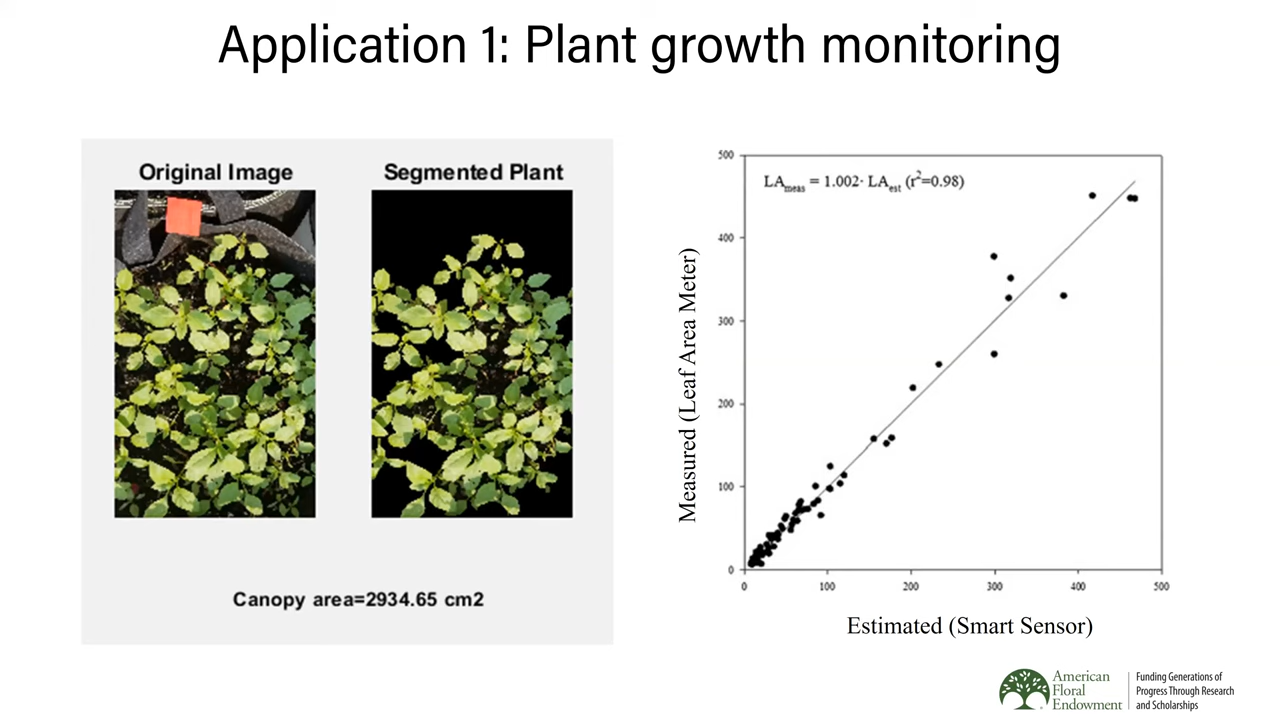 Application 1: Plant growth monitoring
Original Image
Segmented Plant
Canopy area=2934.65 cm2
LAmeas = 1.002· LAest (r2=0.98)
Measured (Leaf Area Meter)
500
400
300
200
100
0
0 100 200 300 400 500
Estimated (Smart Sensor)
American
Floral
Endowment
Funding Generations of
Progress Through Research
and Scholarships